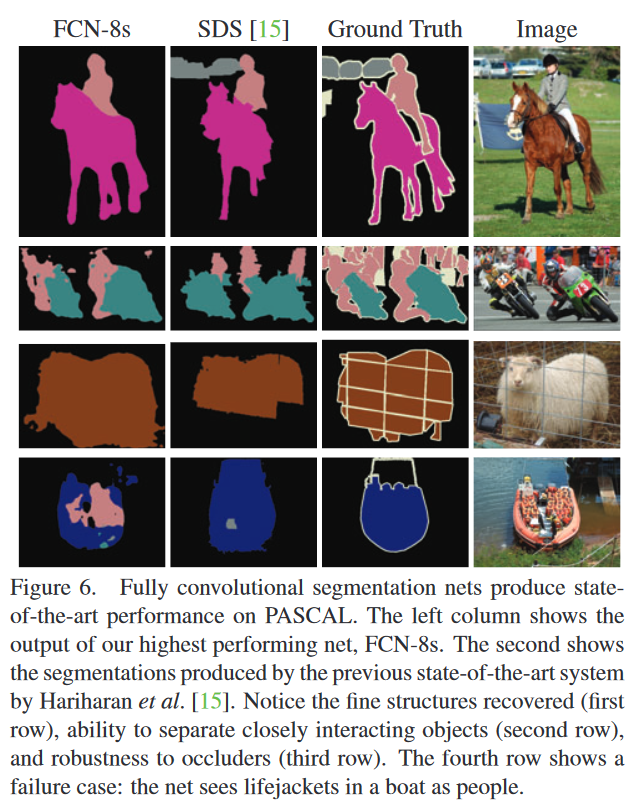 FCN-8s SDS [15] Ground Truth Image
Figure 6. Fully convolutional segmentation nets produce state-
of-the-art performance on PASCAL. The left column shows the
output of our highest performing net, FCN-8s. The second shows
the segmentations produced by the previous state-of-the-art system
by Hariharan et al. [15]. Notice the fine structures recovered (first
row), ability to separate closely interacting objects (second row),
and robustness to occluders (third row). The fourth row shows a
failure case: the net sees lifejackets in a boat as people.